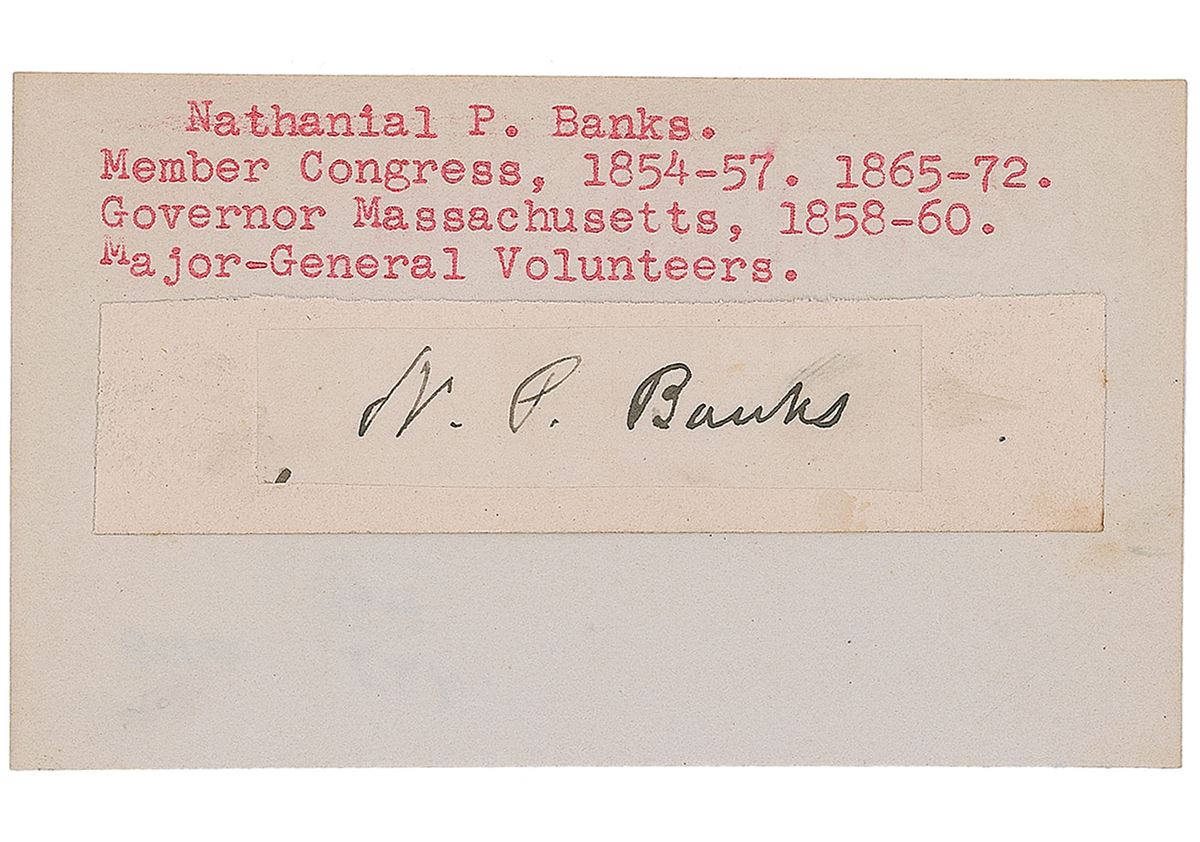 Nathanial P. Banks.
Member Congress, 1854-57. 1865-72.
Governor Massachusetts, 1858-60.
Major-General Volunteers.
N. P. Banks